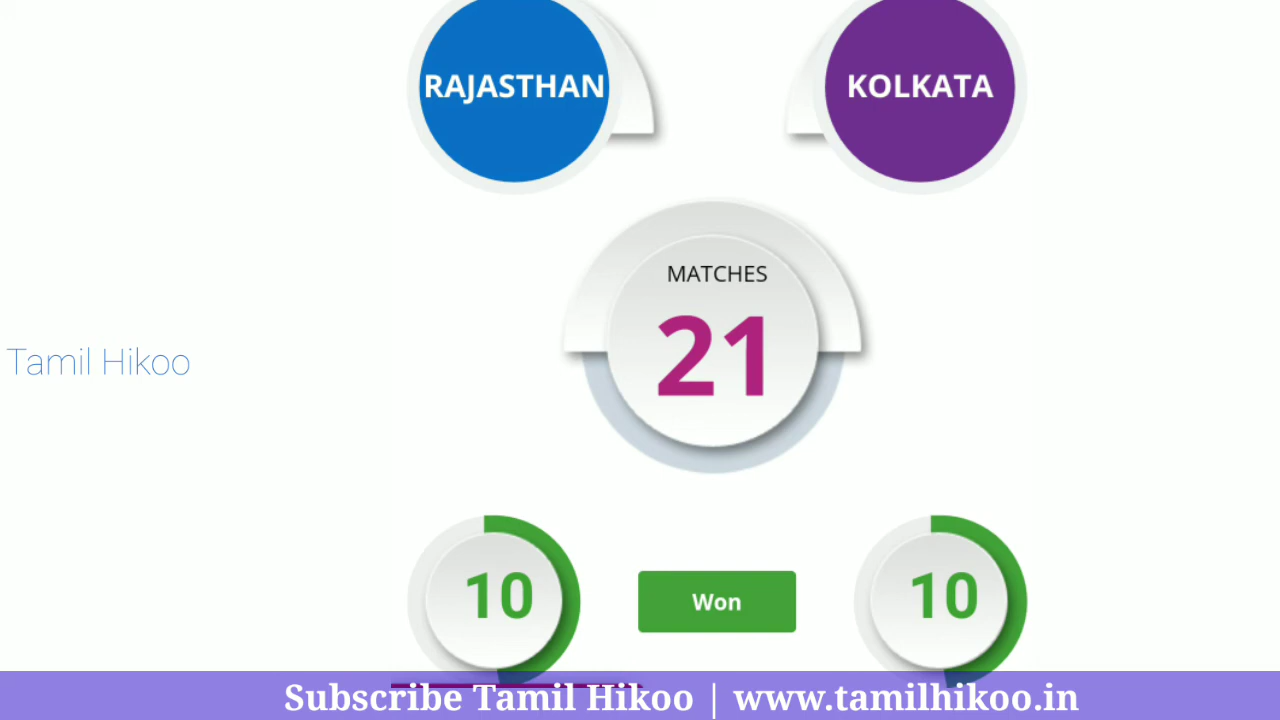 RAJASTHAN
KOLKATA
MATCHES
21
Tamil Hikoo
10
Won
10
Subscribe Tamil Hikoo | www.tamilhikoo.in